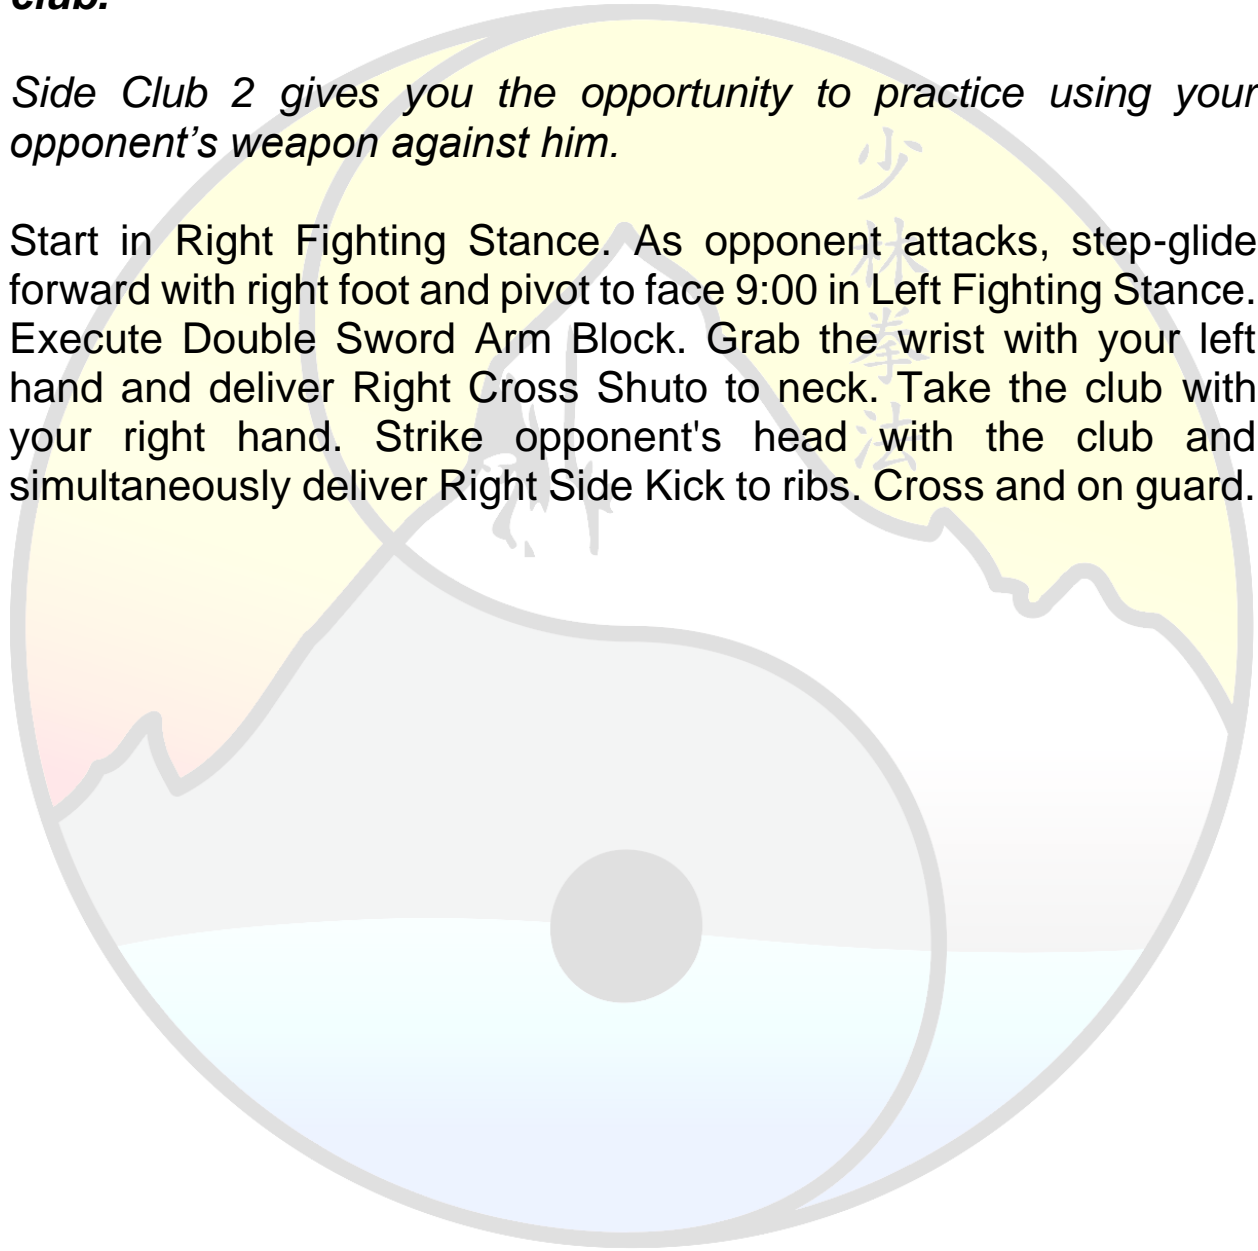 club.
Side Club 2 gives you the opportunity to practice using your
opponent’s weapon against him.
Start in Right Fighting Stance. As opponent attacks, step-glide
forward with right foot and pivot to face 9:00 in Left Fighting Stance.
Execute Double Sword Arm Block. Grab the wrist with your left
hand and deliver Right Cross Shuto to neck. Take the club with
your right hand. Strike opponent's head with the club and
simultaneously deliver Right Side Kick to ribs. Cross and on guard.
少林拳法